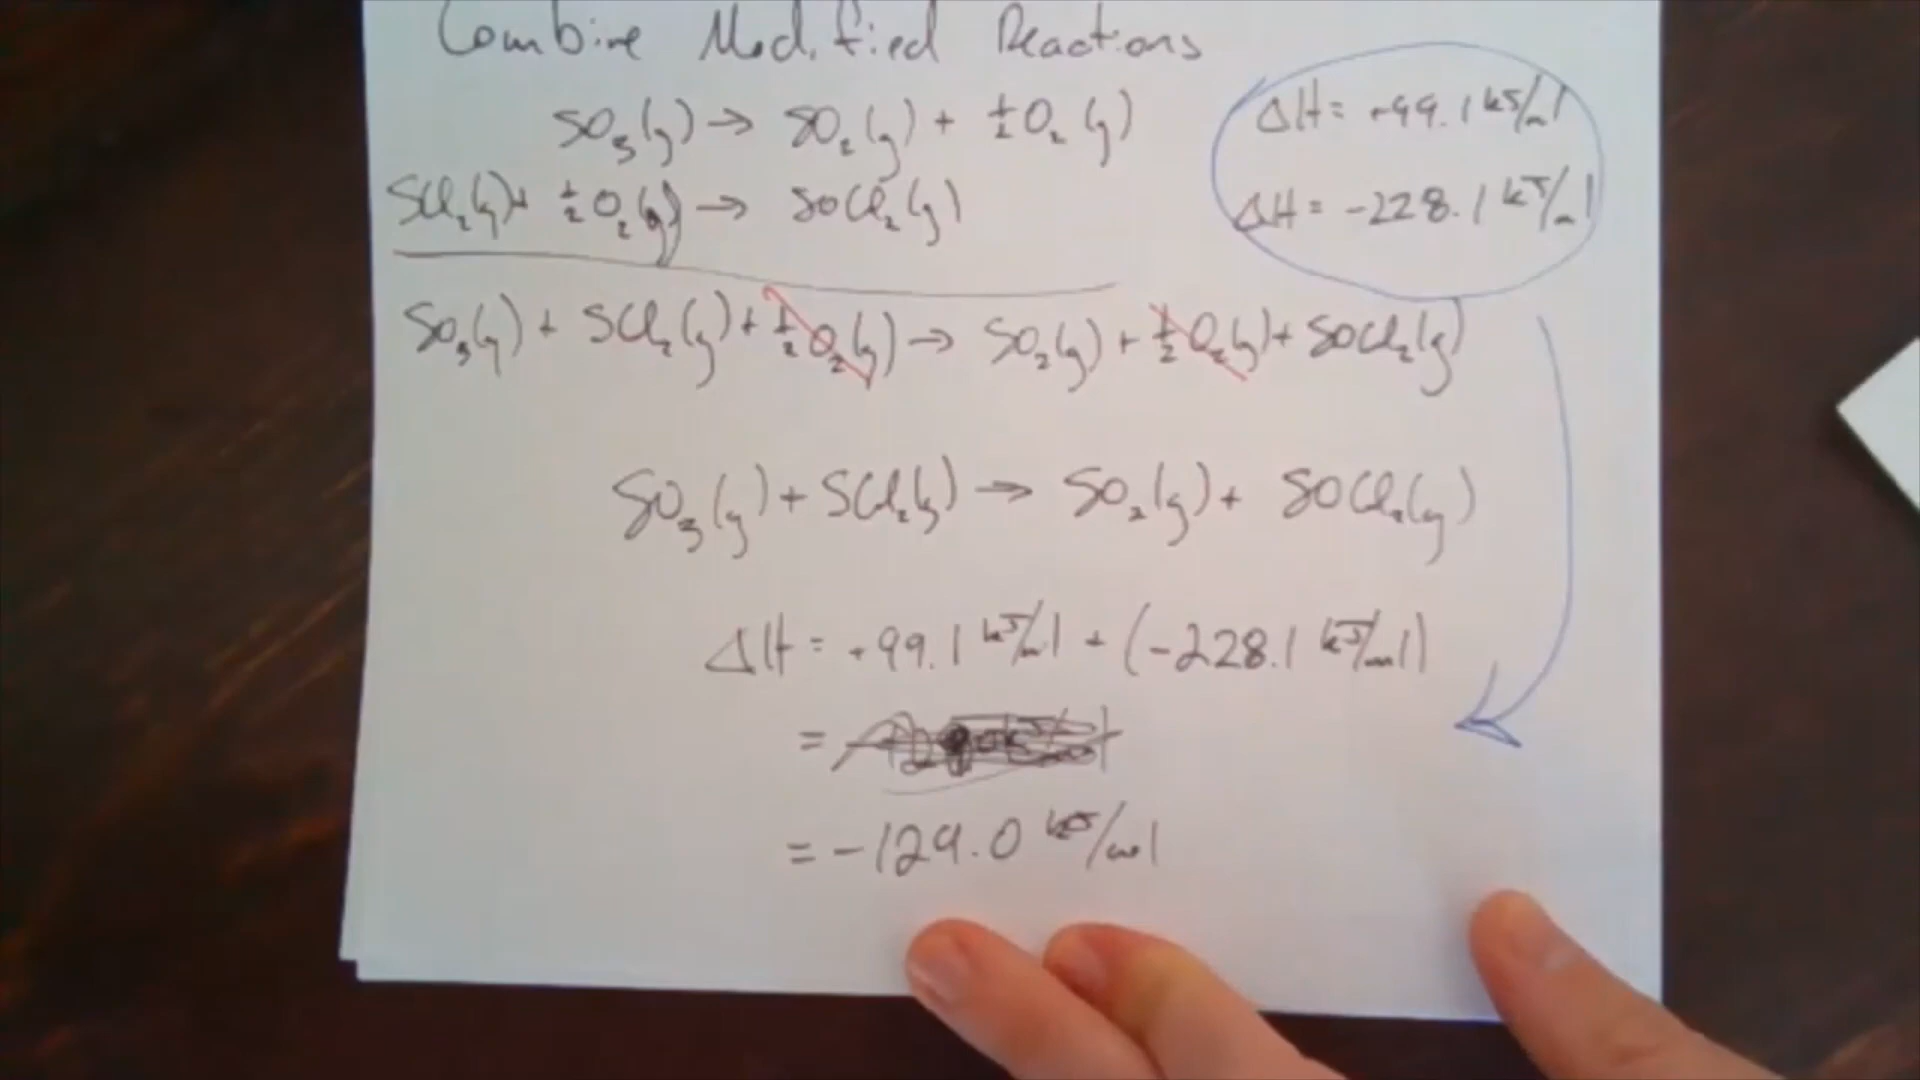 Combine Modified Reactions
SO₃(g) → SO₂(g) + ½O₂(g) ΔH = +99.1 kJ/mol
SCl₂(g) + ½O₂(g) → SOCl₂(g) ΔH = -228.1 kJ/mol
SO₃(g) + SCl₂(g) + ½O₂(g) → SO₂(g) + ½O₂(g) + SOCl₂(g)
SO₃(g) + SCl₂(g) → SO₂(g) + SOCl₂(g)
ΔH = +99.1 kJ/mol + (-228.1 kJ/mol)
=
= -129.0 kJ/mol